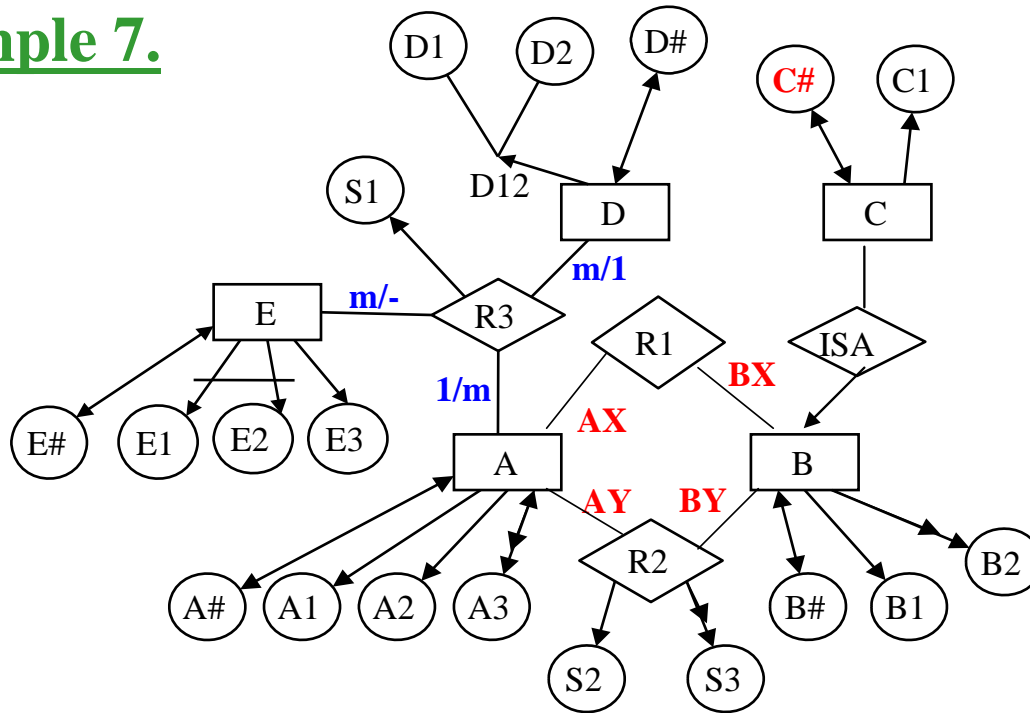 mple 7.
D1
D2
D#
C#
C1
S1
D12
D
C
m/1
m/-
E
R3
R1
ISA
BX
1/m
AX
E#
E1
E2
E3
A
B
AY
BY
R2
B2
A#
A1
A2
A3
B#
B1
S2
S3